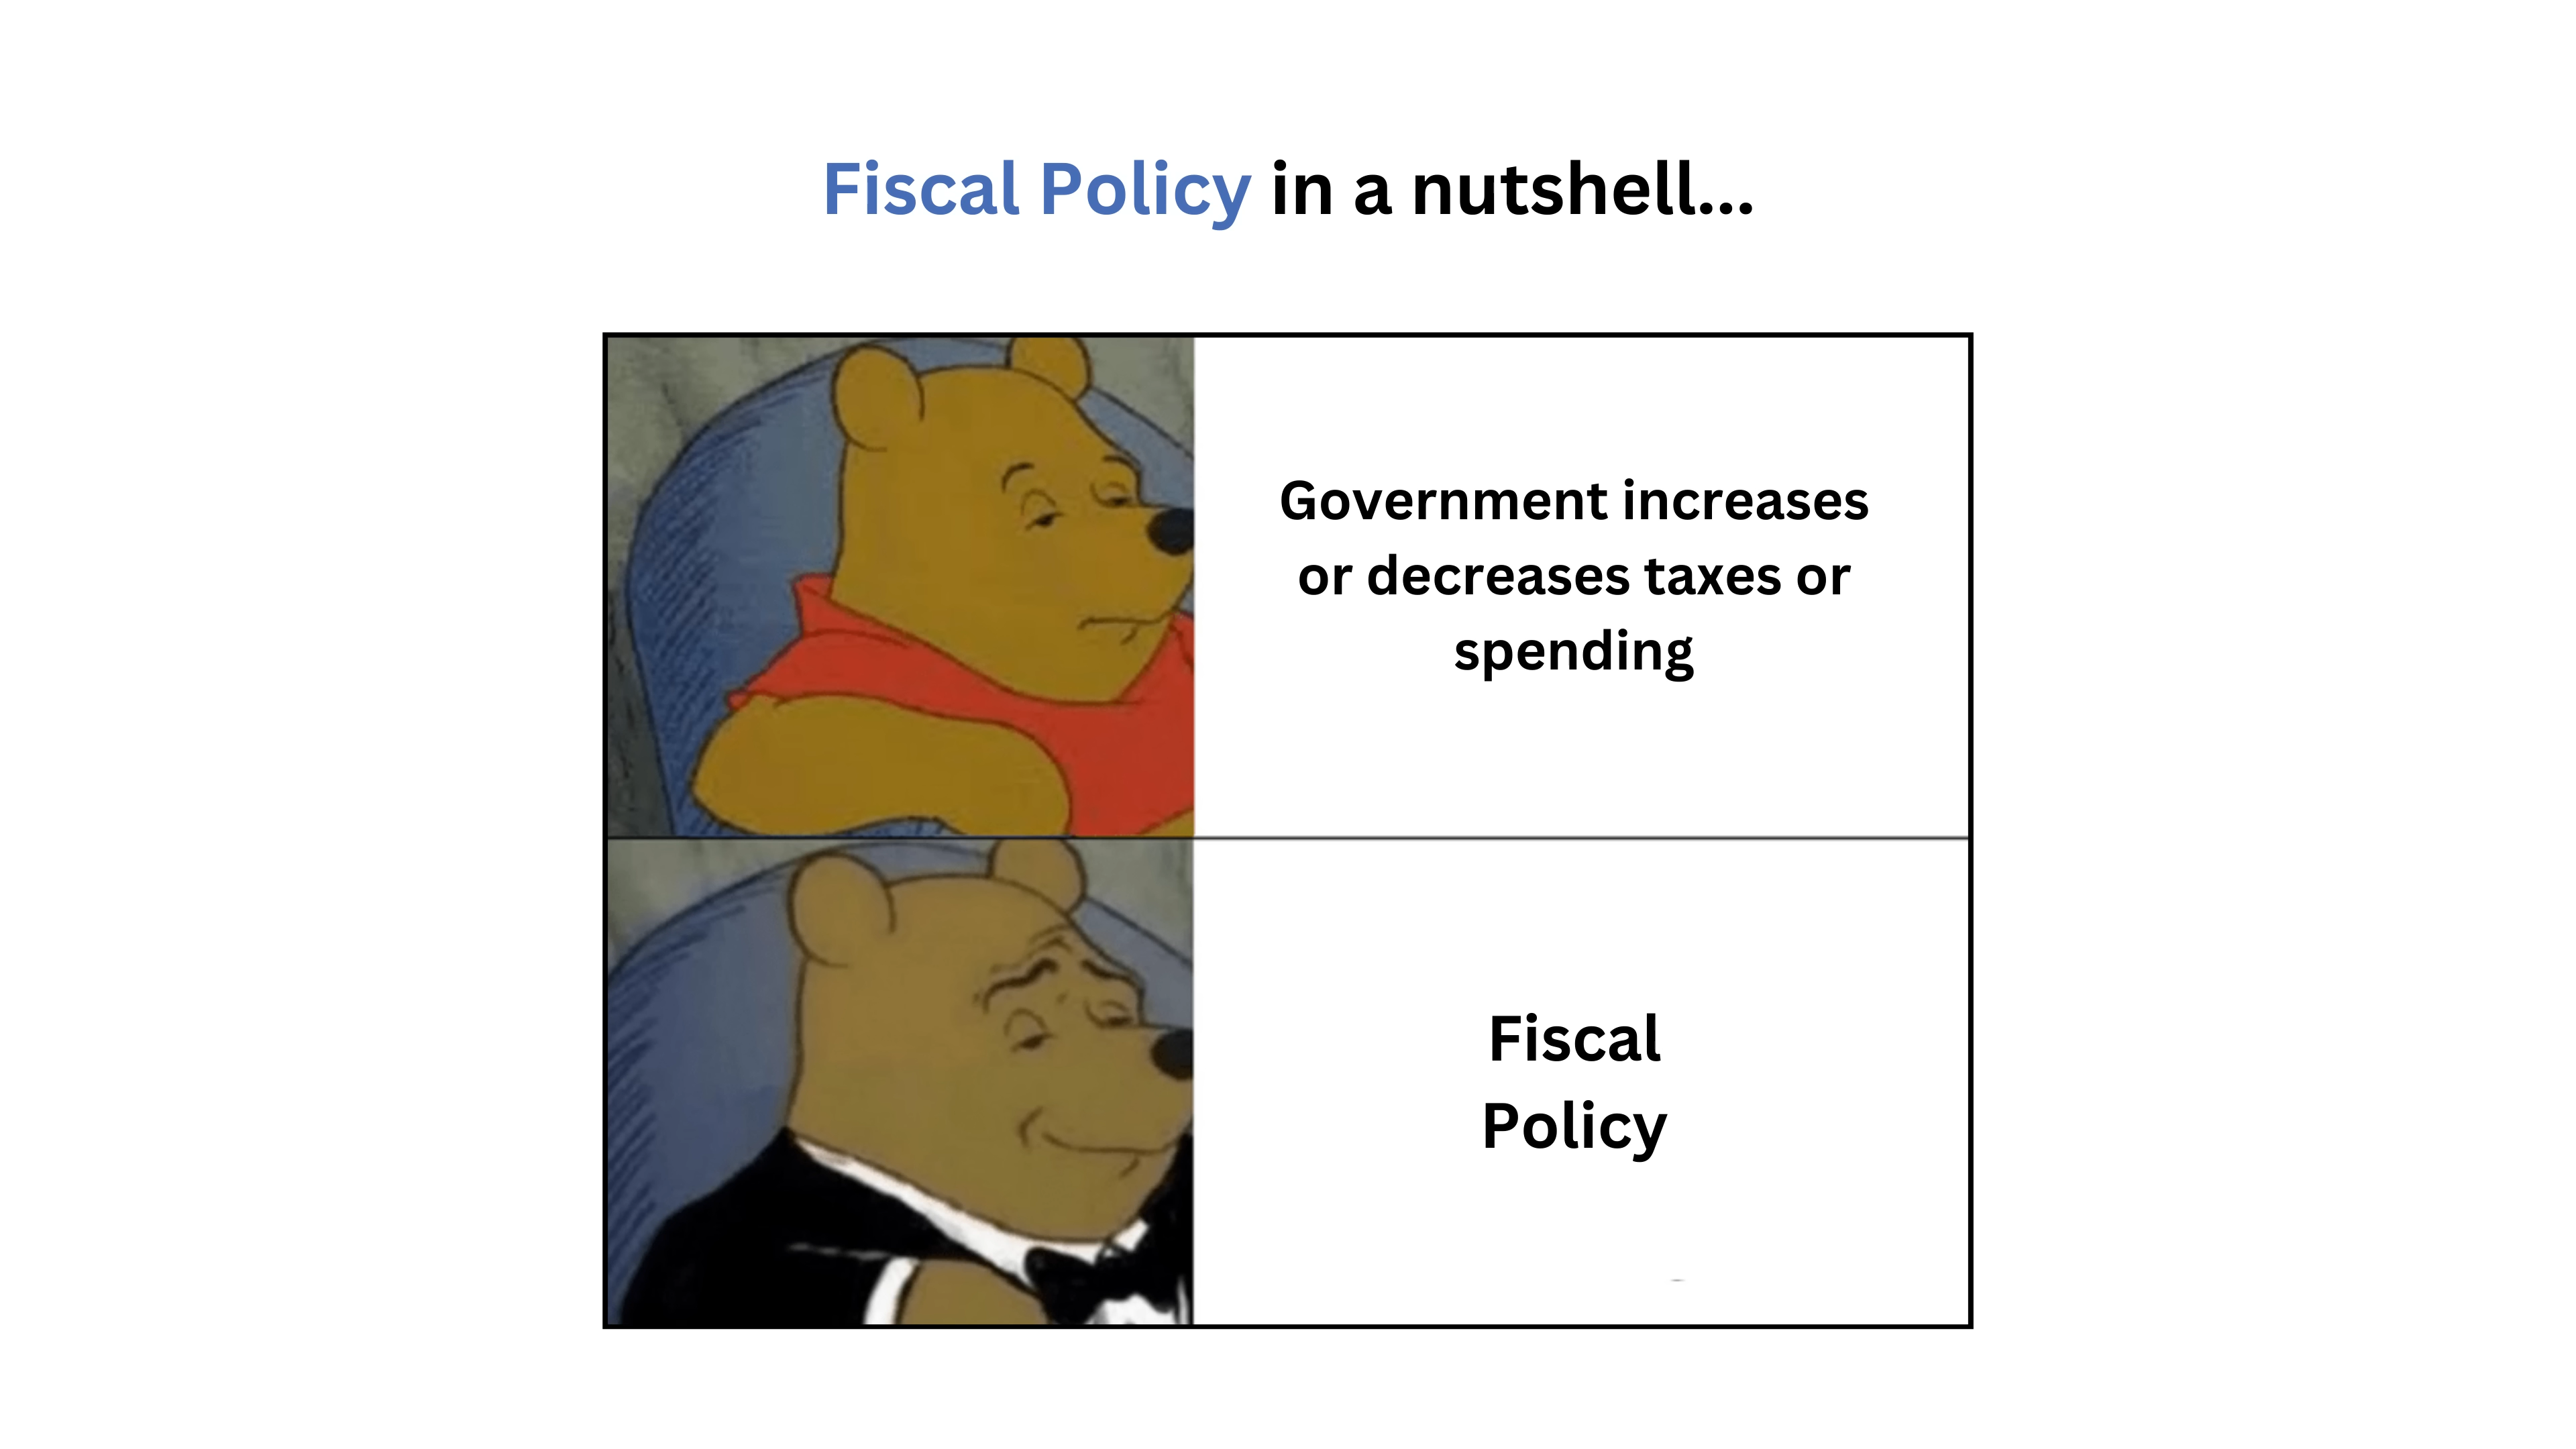 Fiscal Policy in a nutshell...
Government increases
or decreases taxes or
spending
Fiscal
Policy